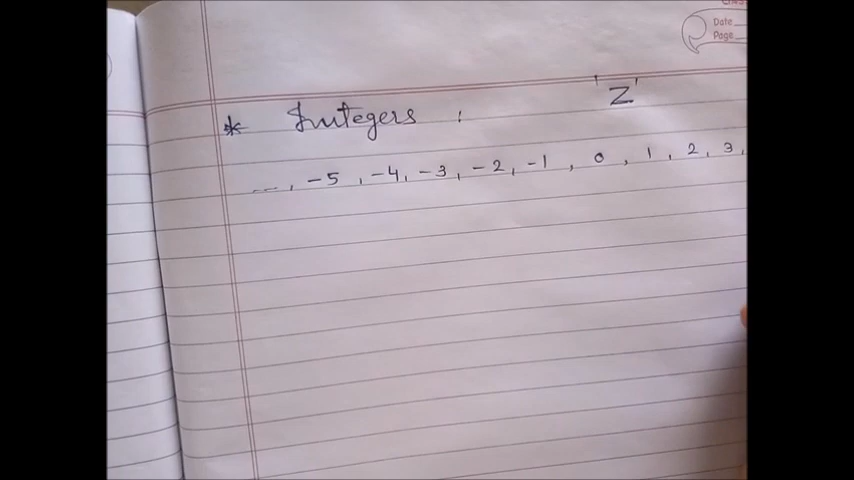 Date
Page
* Integers : 'Z'
..., -5, -4, -3, -2, -1, 0, 1, 2, 3,